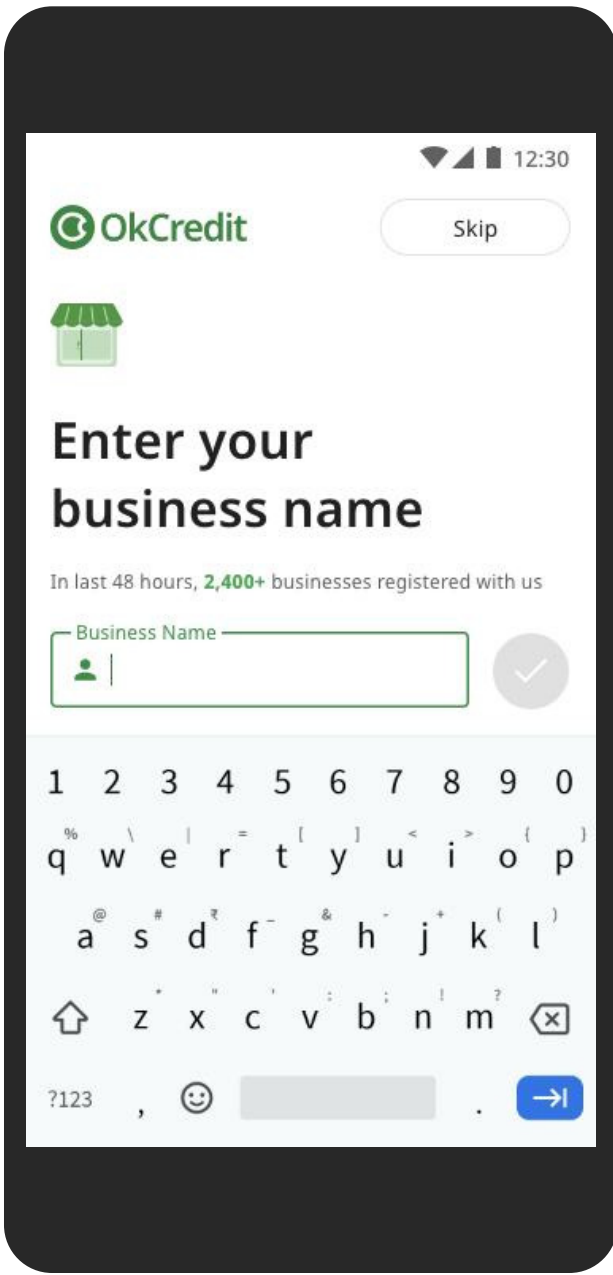 12:30
OkCredit
Skip
Enter your
business name
In last 48 hours, 2,400+ businesses registered with us
Business Name
1 2 3 4 5 6 7 8 9 0
% \ | = [ ] < > { }
q w e r t y u i o p
@ # ₹ _ & - + ( )
a s d f g h j k l
* " ' : ; ! ?
z x c v b n m
?123 , .